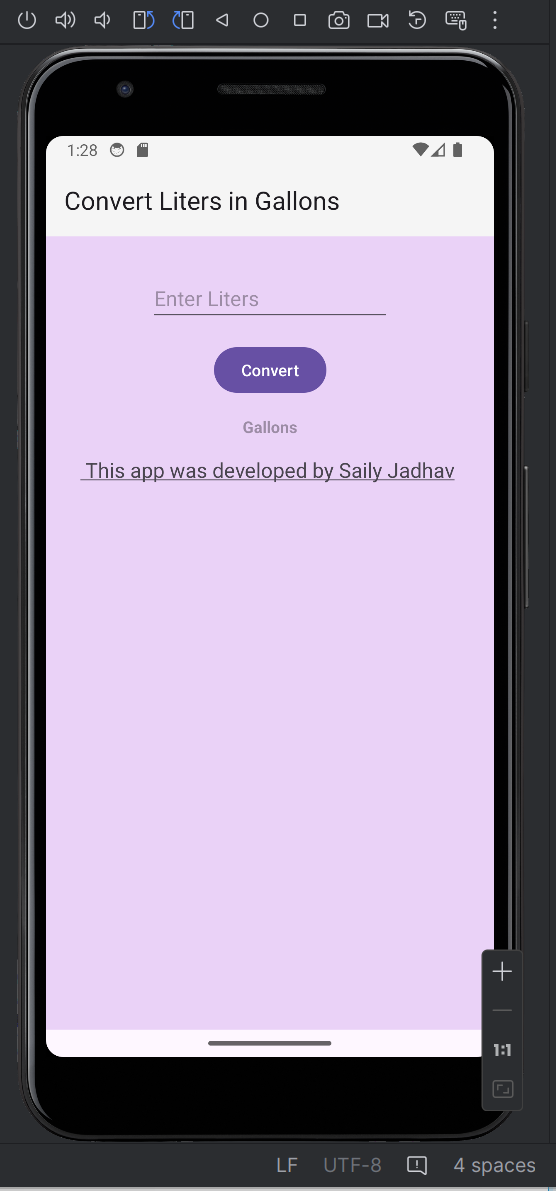 1:28
Convert Liters in Gallons
Enter Liters
Convert
Gallons
This app was developed by Saily Jadhav
1:1
LF UTF-8 4 spaces